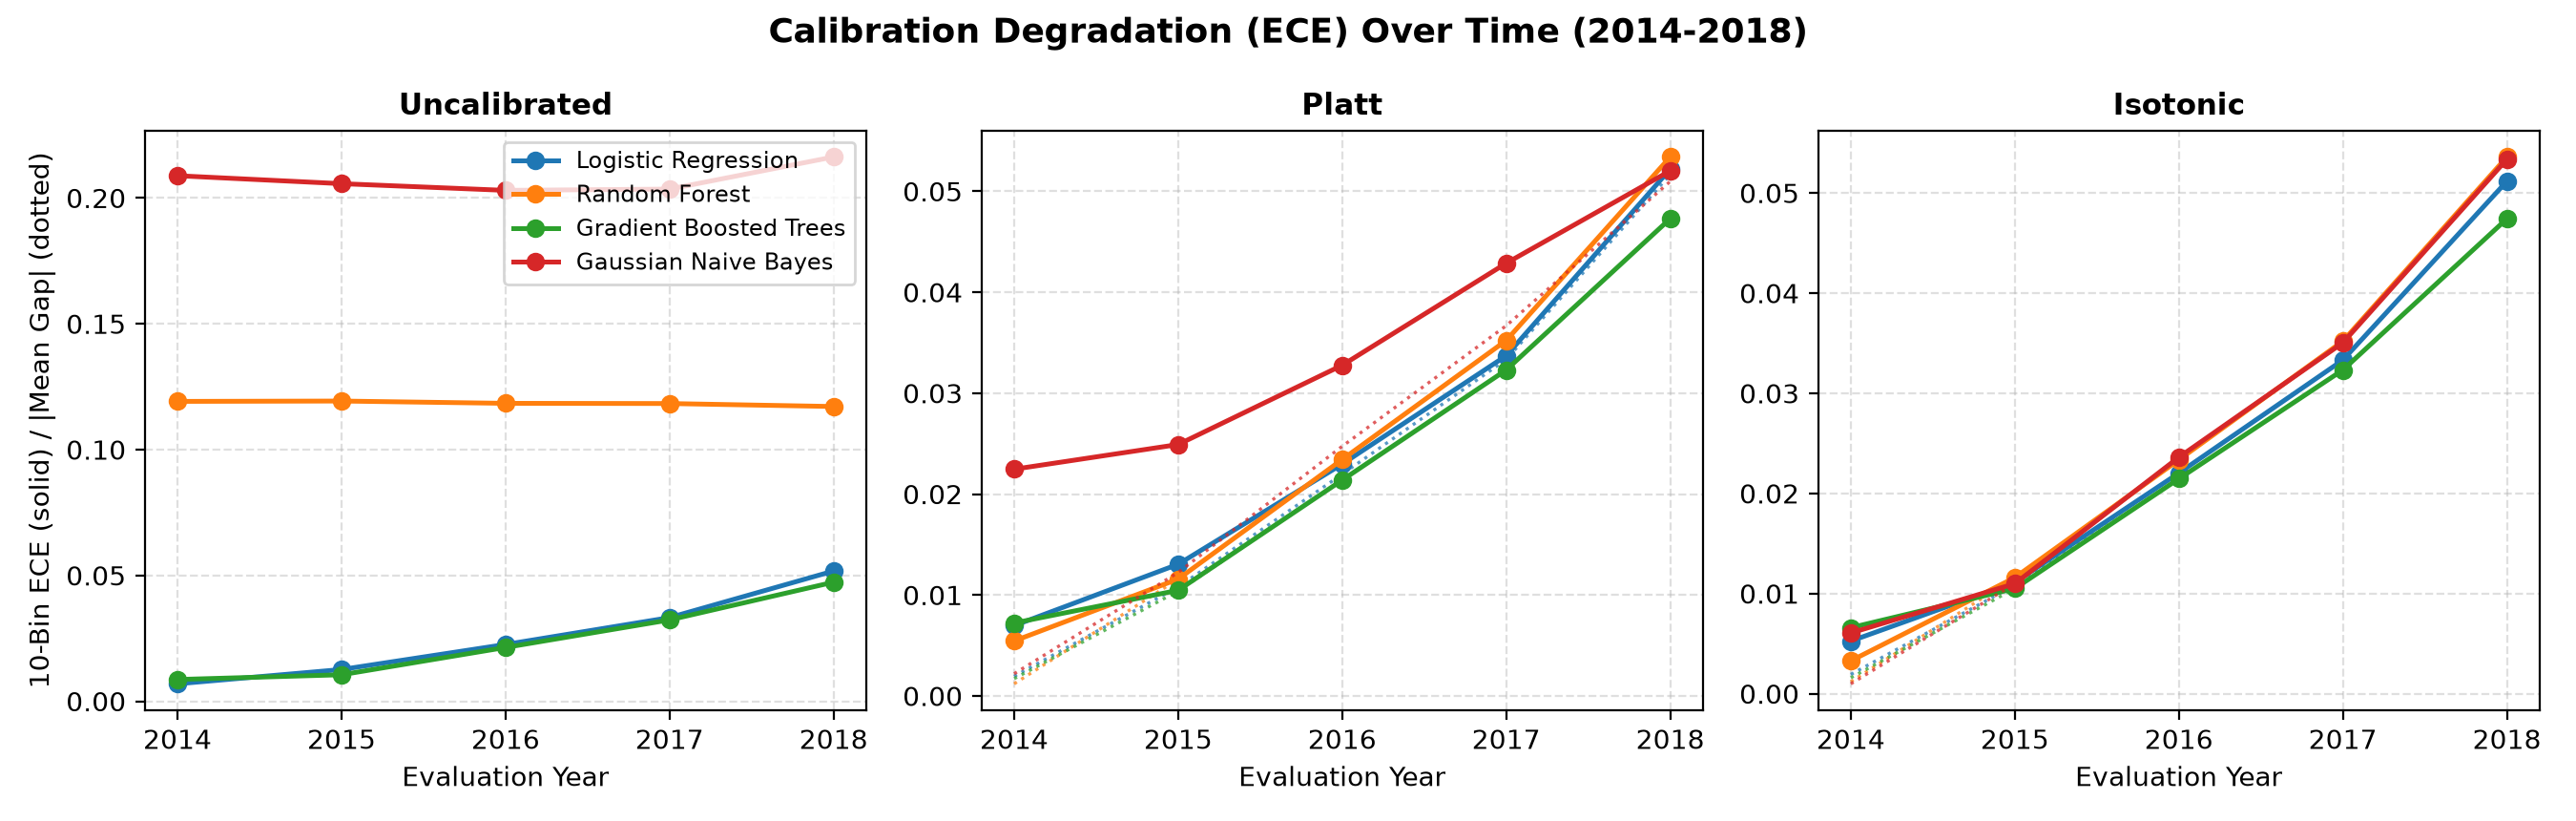 Calibration Degradation (ECE) Over Time (2014-2018)
Uncalibrated
10-Bin ECE (solid) / |Mean Gap| (dotted)
0.20
0.15
0.10
0.05
0.00
Logistic Regression
Random Forest
Gradient Boosted Trees
Gaussian Naive Bayes
2014 2015 2016 2017 2018
Evaluation Year
Platt
0.05
0.04
0.03
0.02
0.01
0.00
2014 2015 2016 2017 2018
Evaluation Year
Isotonic
0.05
0.04
0.03
0.02
0.01
0.00
2014 2015 2016 2017 2018
Evaluation Year